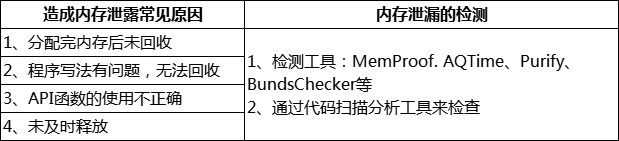 造成内存泄露常见原因
内存泄漏的检测
1、分配完内存后未回收
2、程序写法有问题，无法回收
3、API函数的使用不正确
4、未及时释放
1、检测工具：MemProof. AQTime、Purify、
BundsChecker等
2、通过代码扫描分析工具来检查